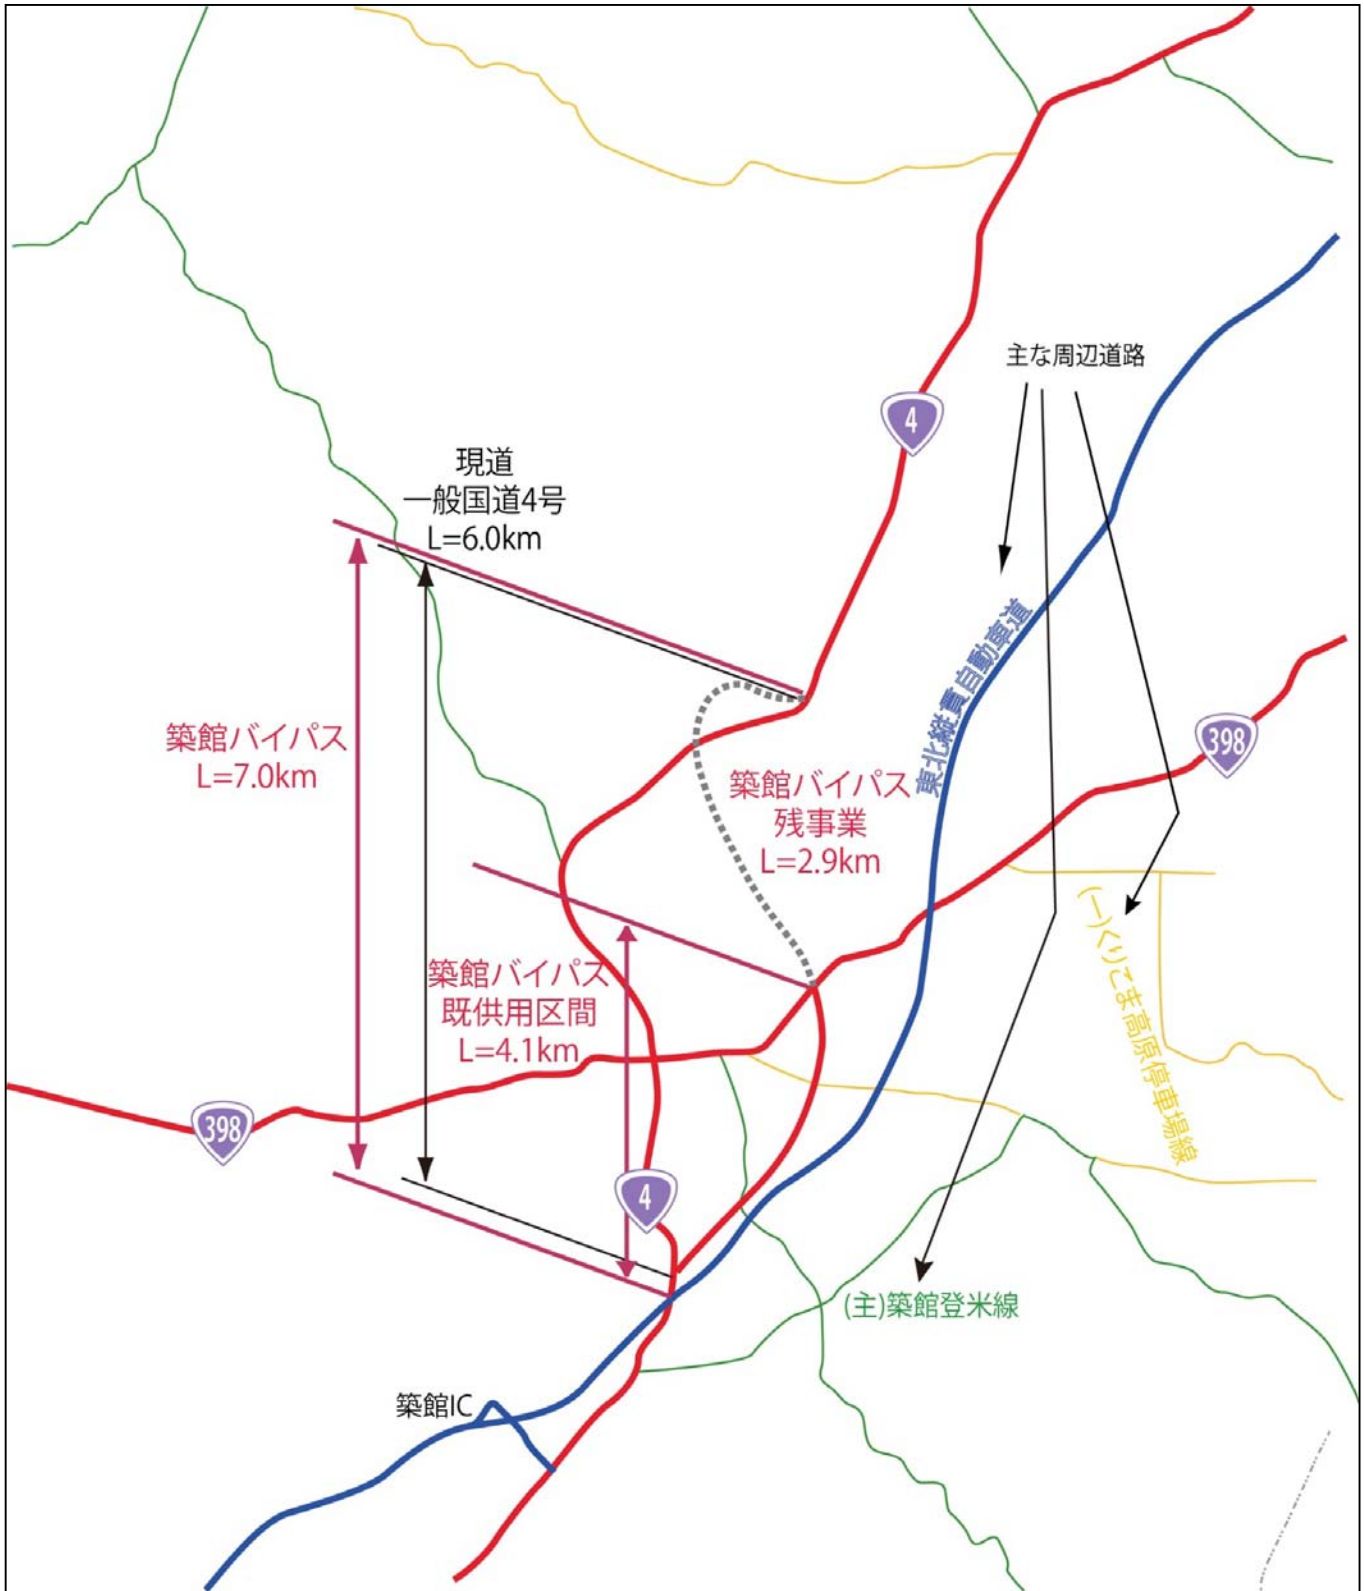 主な周辺道路
4
現道
一般国道4号
L=6.0km
東北縦貫自動車道
築館バイパス
L=7.0km
398
築館バイパス
残事業
L=2.9km
(一)くりこま高原停車場線
築館バイパス
既供用区間
L=4.1km
398
4
(主)築館登米線
築館IC